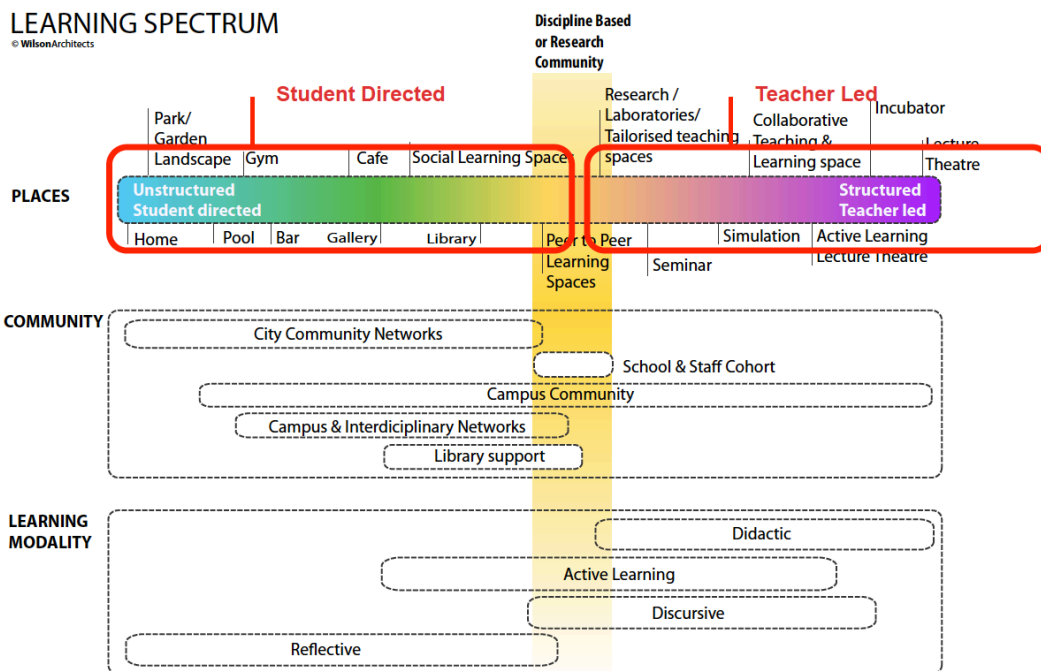 LEARNING SPECTRUM
© WilsonArchitects
Discipline Based
or Research
Community
Student Directed
Teacher Led
Park/
Garden
Landscape
Gym
Cafe
Social Learning Spaces
Research /
Laboratories/
Tailorised teaching
spaces
Collaborative
Teaching &
Learning space
Incubator
Lecture
Theatre
PLACES
Unstructured
Student directed
Structured
Teacher led
Home
Pool
Bar
Gallery
Library
Peer to Peer
Learning
Spaces
Seminar
Simulation
Active Learning
Lecture Theatre
COMMUNITY
City Community Networks
School & Staff Cohort
Campus Community
Campus & Interdiciplinary Networks
Library support
LEARNING
MODALITY
Didactic
Active Learning
Discursive
Reflective